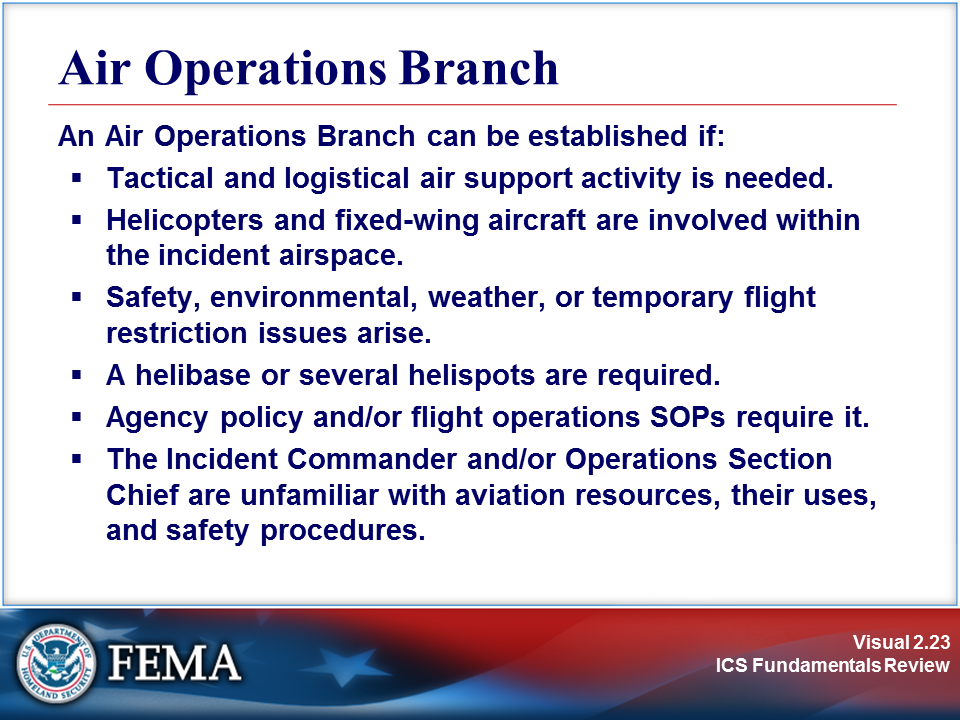 Air Operations Branch
An Air Operations Branch can be established if:
▪ Tactical and logistical air support activity is needed.
▪ Helicopters and fixed-wing aircraft are involved within
the incident airspace.
▪ Safety, environmental, weather, or temporary flight
restriction issues arise.
▪ A helibase or several helispots are required.
▪ Agency policy and/or flight operations SOPs require it.
▪ The Incident Commander and/or Operations Section
Chief are unfamiliar with aviation resources, their uses,
and safety procedures.
U.S. DEPARTMENT OF
HOMELAND SECURITY
FEMA
Visual 2.23
ICS Fundamentals Review